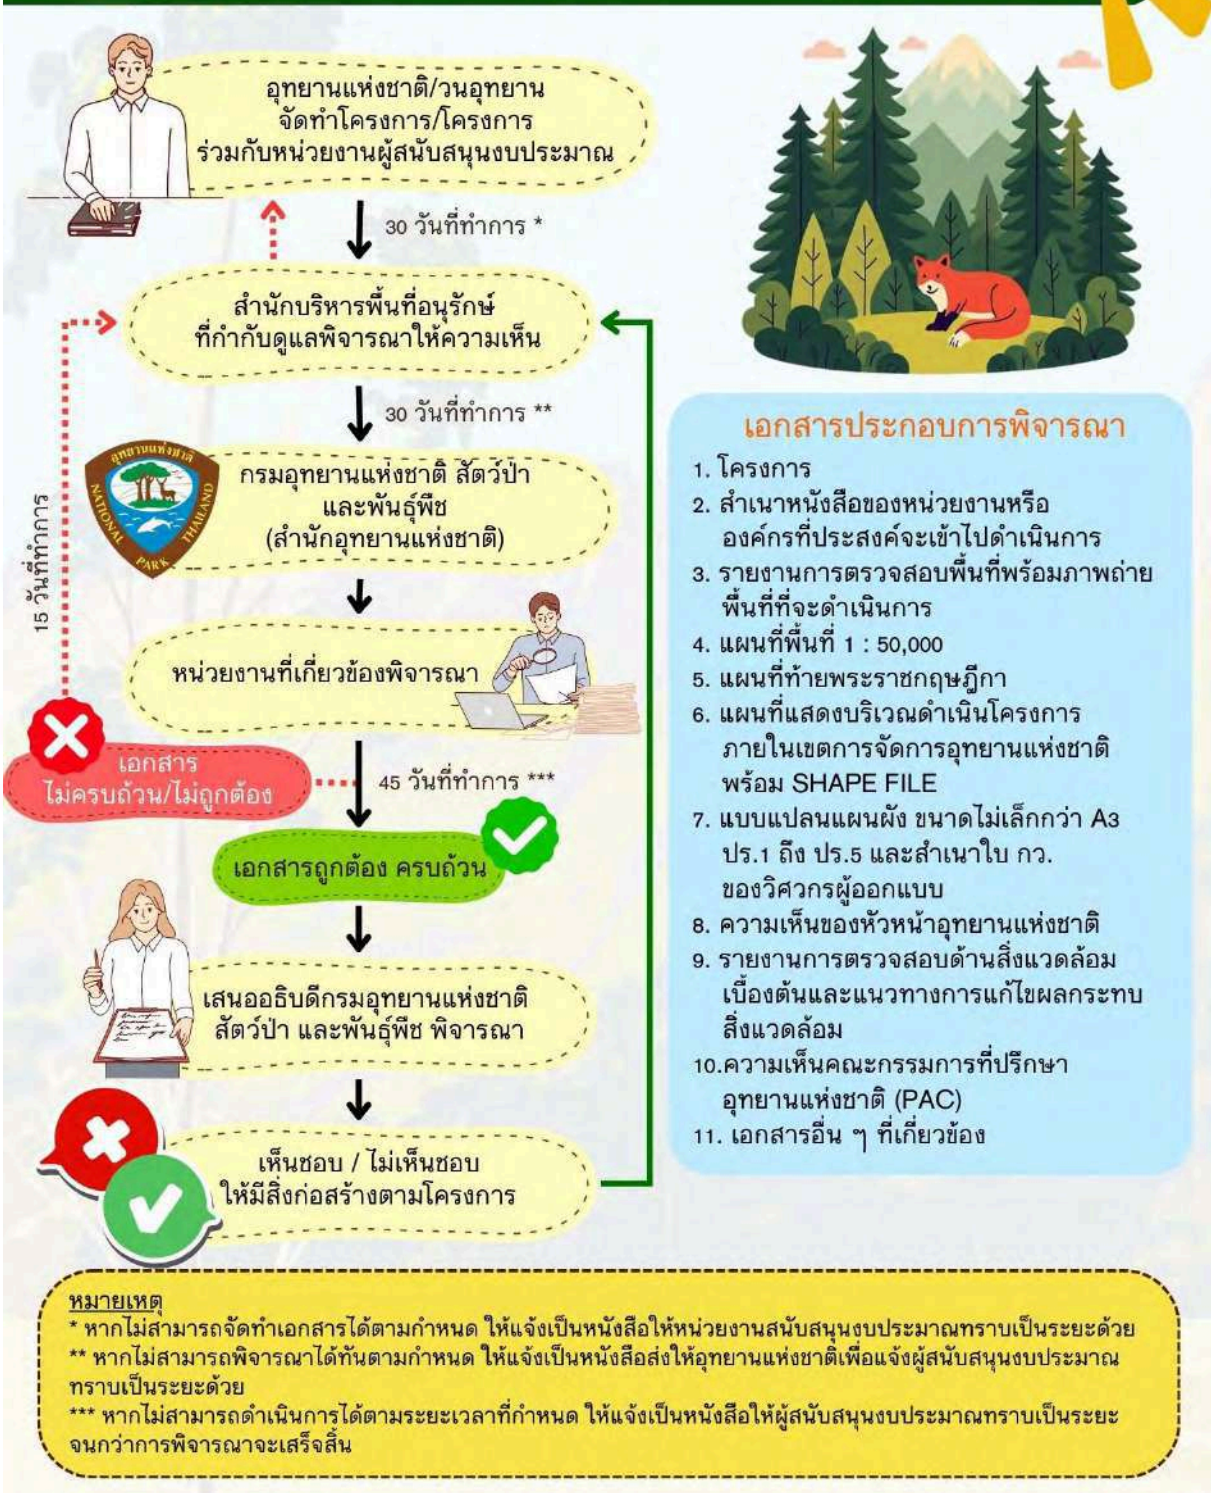 อุทยานแห่งชาติ/วนอุทยาน
จัดทำโครงการ/โครงการ
ร่วมกับหน่วยงานผู้สนับสนุนงบประมาณ
30 วันที่ทำการ *
สำนักบริหารพื้นที่อนุรักษ์
ที่กำกับดูแลพิจารณาให้ความเห็น
30 วันที่ทำการ **
อุทยานแห่งชาติ
NATIONAL PARK THAILAND
กรมอุทยานแห่งชาติ สัตว์ป่า
และพันธุ์พืช
(สำนักอุทยานแห่งชาติ)
15 วันที่ทำการ
หน่วยงานที่เกี่ยวข้องพิจารณา
เอกสาร
ไม่ครบถ้วน/ไม่ถูกต้อง
45 วันที่ทำการ ***
เอกสารถูกต้อง ครบถ้วน
เสนออธิบดีกรมอุทยานแห่งชาติ
สัตว์ป่า และพันธุ์พืช พิจารณา
เห็นชอบ / ไม่เห็นชอบ
ให้มีสิ่งก่อสร้างตามโครงการ
เอกสารประกอบการพิจารณา
1. โครงการ
2. สำเนาหนังสือของหน่วยงานหรือ
องค์กรที่ประสงค์จะเข้าไปดำเนินการ
3. รายงานการตรวจสอบพื้นที่พร้อมภาพถ่าย
พื้นที่ที่จะดำเนินการ
4. แผนที่พื้นที่ 1 : 50,000
5. แผนที่ท้ายพระราชกฤษฎีกา
6. แผนที่แสดงบริเวณดำเนินโครงการ
ภายในเขตการจัดการอุทยานแห่งชาติ
พร้อม SHAPE FILE
7. แบบแปลนแผนผัง ขนาดไม่เล็กกว่า A3
ปร.1 ถึง ปร.5 และสำเนาใบ กว.
ของวิศวกรผู้ออกแบบ
8. ความเห็นของหัวหน้าอุทยานแห่งชาติ
9. รายงานการตรวจสอบด้านสิ่งแวดล้อม
เบื้องต้นและแนวทางการแก้ไขผลกระทบ
สิ่งแวดล้อม
10.ความเห็นคณะกรรมการที่ปรึกษา
อุทยานแห่งชาติ (PAC)
11. เอกสารอื่น ๆ ที่เกี่ยวข้อง
หมายเหตุ
* หากไม่สามารถจัดทำเอกสารได้ตามกำหนด ให้แจ้งเป็นหนังสือให้หน่วยงานสนับสนุนงบประมาณทราบเป็นระยะด้วย
** หากไม่สามารถพิจารณาได้ทันตามกำหนด ให้แจ้งเป็นหนังสือส่งให้อุทยานแห่งชาติเพื่อแจ้งผู้สนับสนุนงบประมาณ
ทราบเป็นระยะด้วย
*** หากไม่สามารถดำเนินการได้ตามระยะเวลาที่กำหนด ให้แจ้งเป็นหนังสือให้ผู้สนับสนุนงบประมาณทราบเป็นระยะ
จนกว่าการพิจารณาจะเสร็จสิ้น